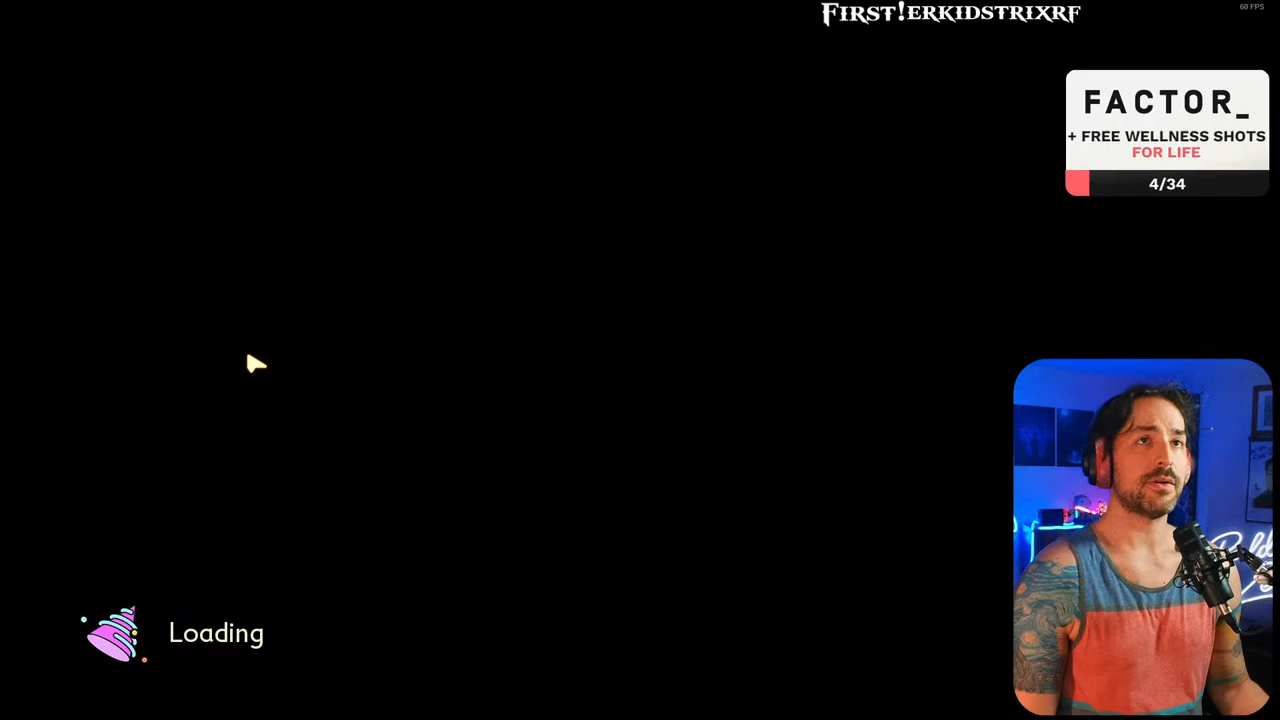 First!erkidstrixrf
60 FPS
FACTOR_
+ FREE WELLNESS SHOTS
FOR LIFE
4/34
Loading